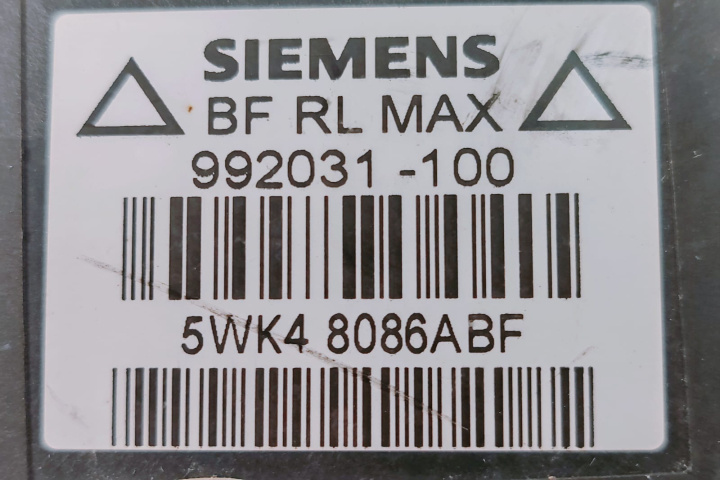 SIEMENS
BF RL MAX
992031 -100
5WK4 8086ABF